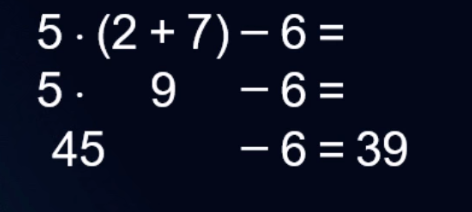 5 · (2 + 7) – 6 =
5 · 9 – 6 =
45 – 6 = 39